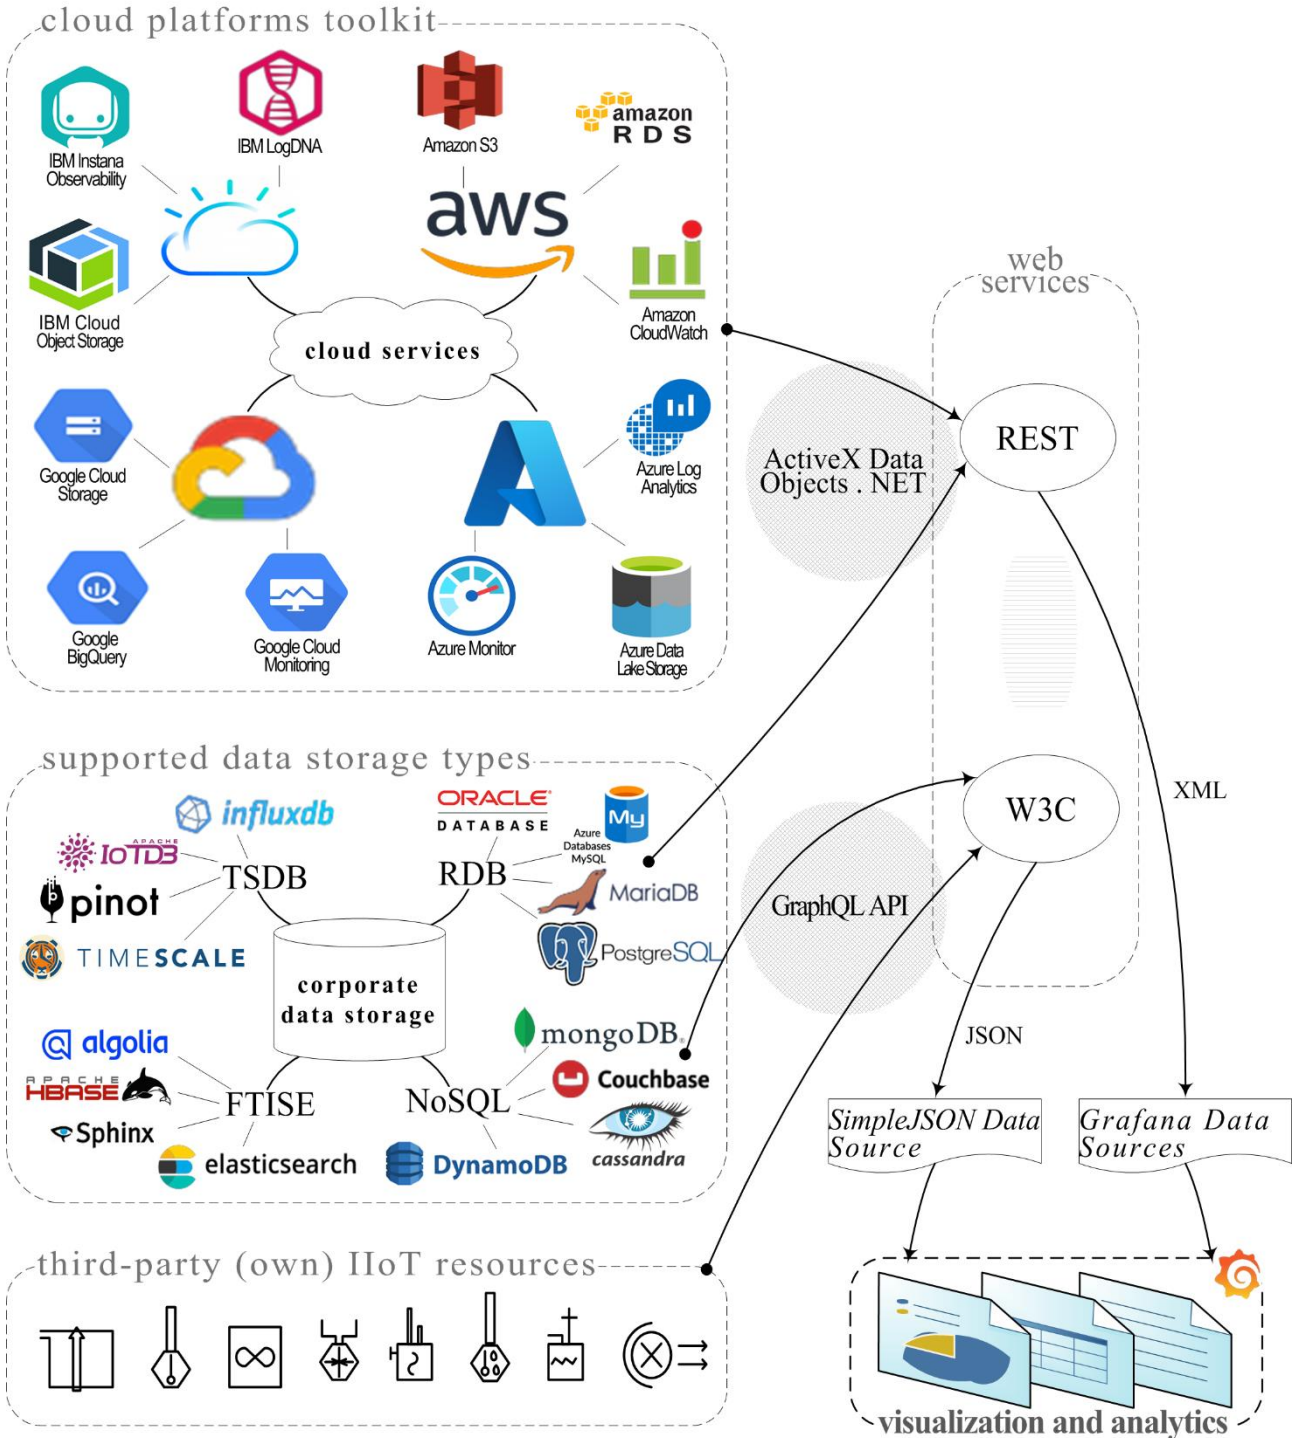 cloud platforms toolkit
IBM Instana
Observability
IBM LogDNA
Amazon S3
amazon
RDS
aws
IBM Cloud
Object Storage
Amazon
CloudWatch
cloud services
Google Cloud
Storage
Azure Log
Analytics
Google
BigQuery
Google Cloud
Monitoring
Azure Monitor
Azure Data
Lake Storage
web
services
REST
ActiveX Data
Objects . NET
W3C
GraphQL API
XML
JSON
supported data storage types
influxdb
APACHE
IoTDB
pinot
TIMESCALE
TSDB
ORACLE
DATABASE
My
Azure
Databases
MySQL
RDB
MariaDB
PostgreSQL
corporate
data storage
algolia
APACHE
HBASE
Sphinx
elasticsearch
FTISE
NoSQL
mongoDB®
Couchbase
cassandra
DynamoDB
SimpleJSON Data
Source
Grafana Data
Sources
third-party (own) IIoT resources
visualization and analytics